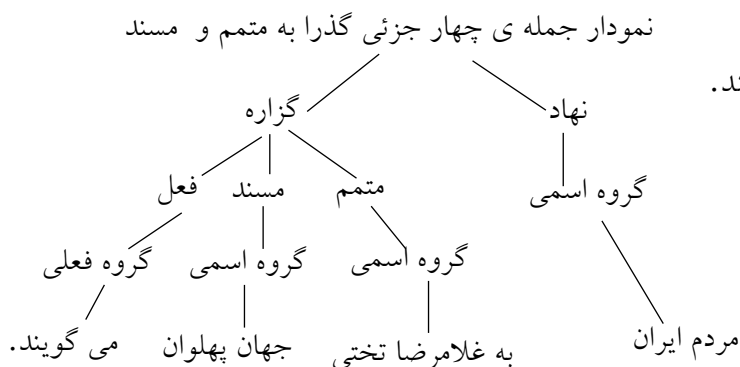 نمودار جمله ی چهار جزئی گذرا به متمم و مسند
ند.
نهاد گزاره
گروه اسمی متمم مسند فعل
گروه اسمی گروه اسمی گروه فعلی
مردم ایران به غلامرضا تختی جهان پهلوان می گویند.